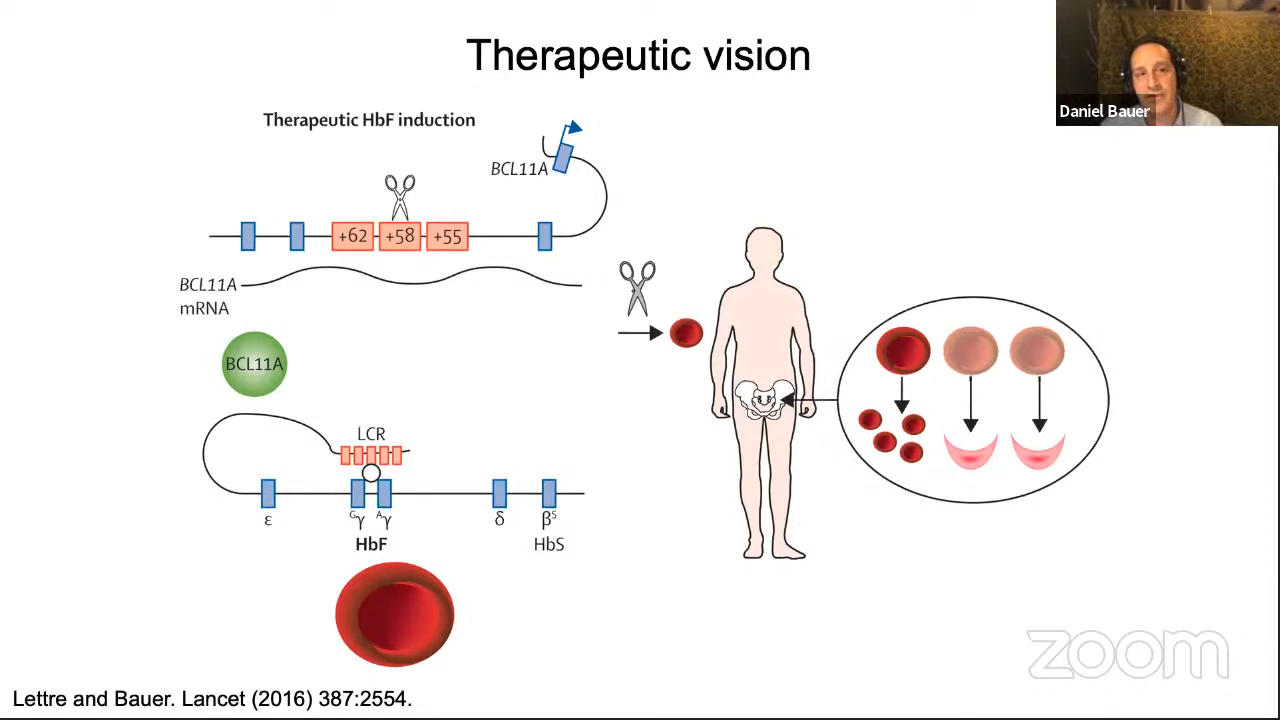 Therapeutic vision
Daniel Bauer
Therapeutic HbF induction
BCL11A
+62 +58 +55
BCL11A
mRNA
BCL11A
LCR
ε Gγ Aγ δ βS
HbF HbS
zoom
Lettre and Bauer. Lancet (2016) 387:2554.